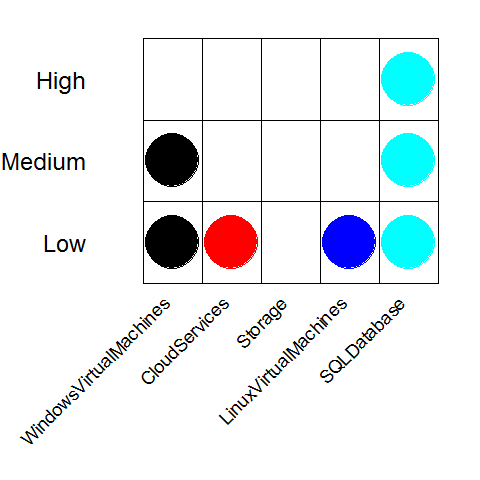 High
Medium
Low
WindowsVirtualMachines
CloudServices
Storage
LinuxVirtualMachines
SQLDatabase